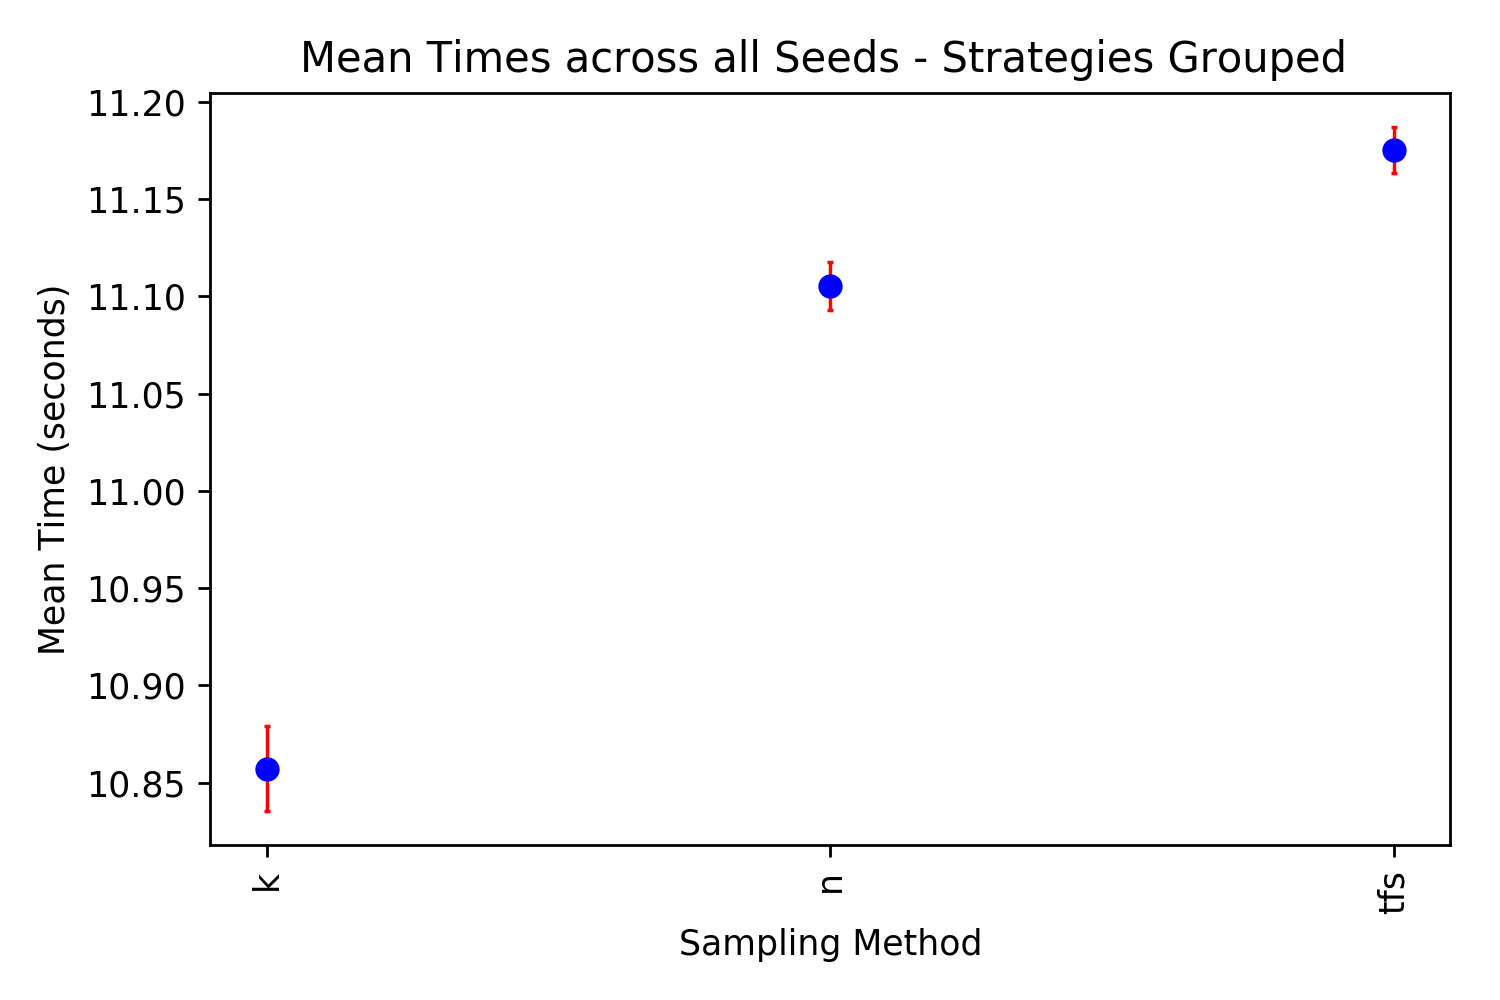 Mean Times across all Seeds - Strategies Grouped
11.20
11.15
11.10
11.05
11.00
10.95
10.90
10.85
Mean Time (seconds)
k
n
tfs
Sampling Method